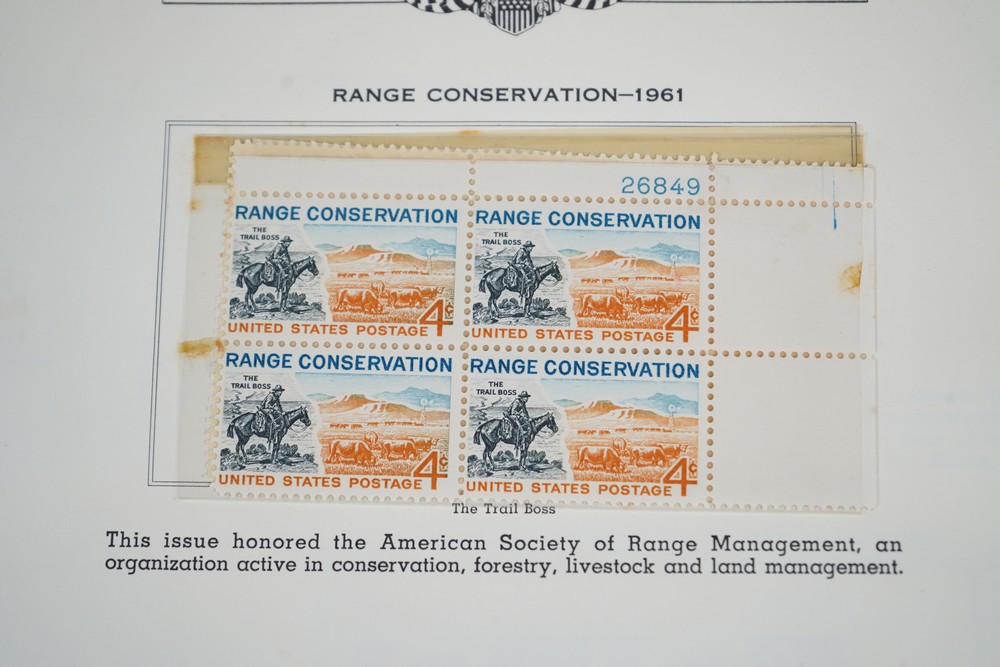 RANGE CONSERVATION—1961
26849
RANGE CONSERVATION
THE
TRAIL BOSS
4¢
UNITED STATES POSTAGE
RANGE CONSERVATION
THE
TRAIL BOSS
4¢
UNITED STATES POSTAGE
RANGE CONSERVATION
THE
TRAIL BOSS
4¢
UNITED STATES POSTAGE
RANGE CONSERVATION
THE
TRAIL BOSS
4¢
UNITED STATES POSTAGE
The Trail Boss
This issue honored the American Society of Range Management, an
organization active in conservation, forestry, livestock and land management.